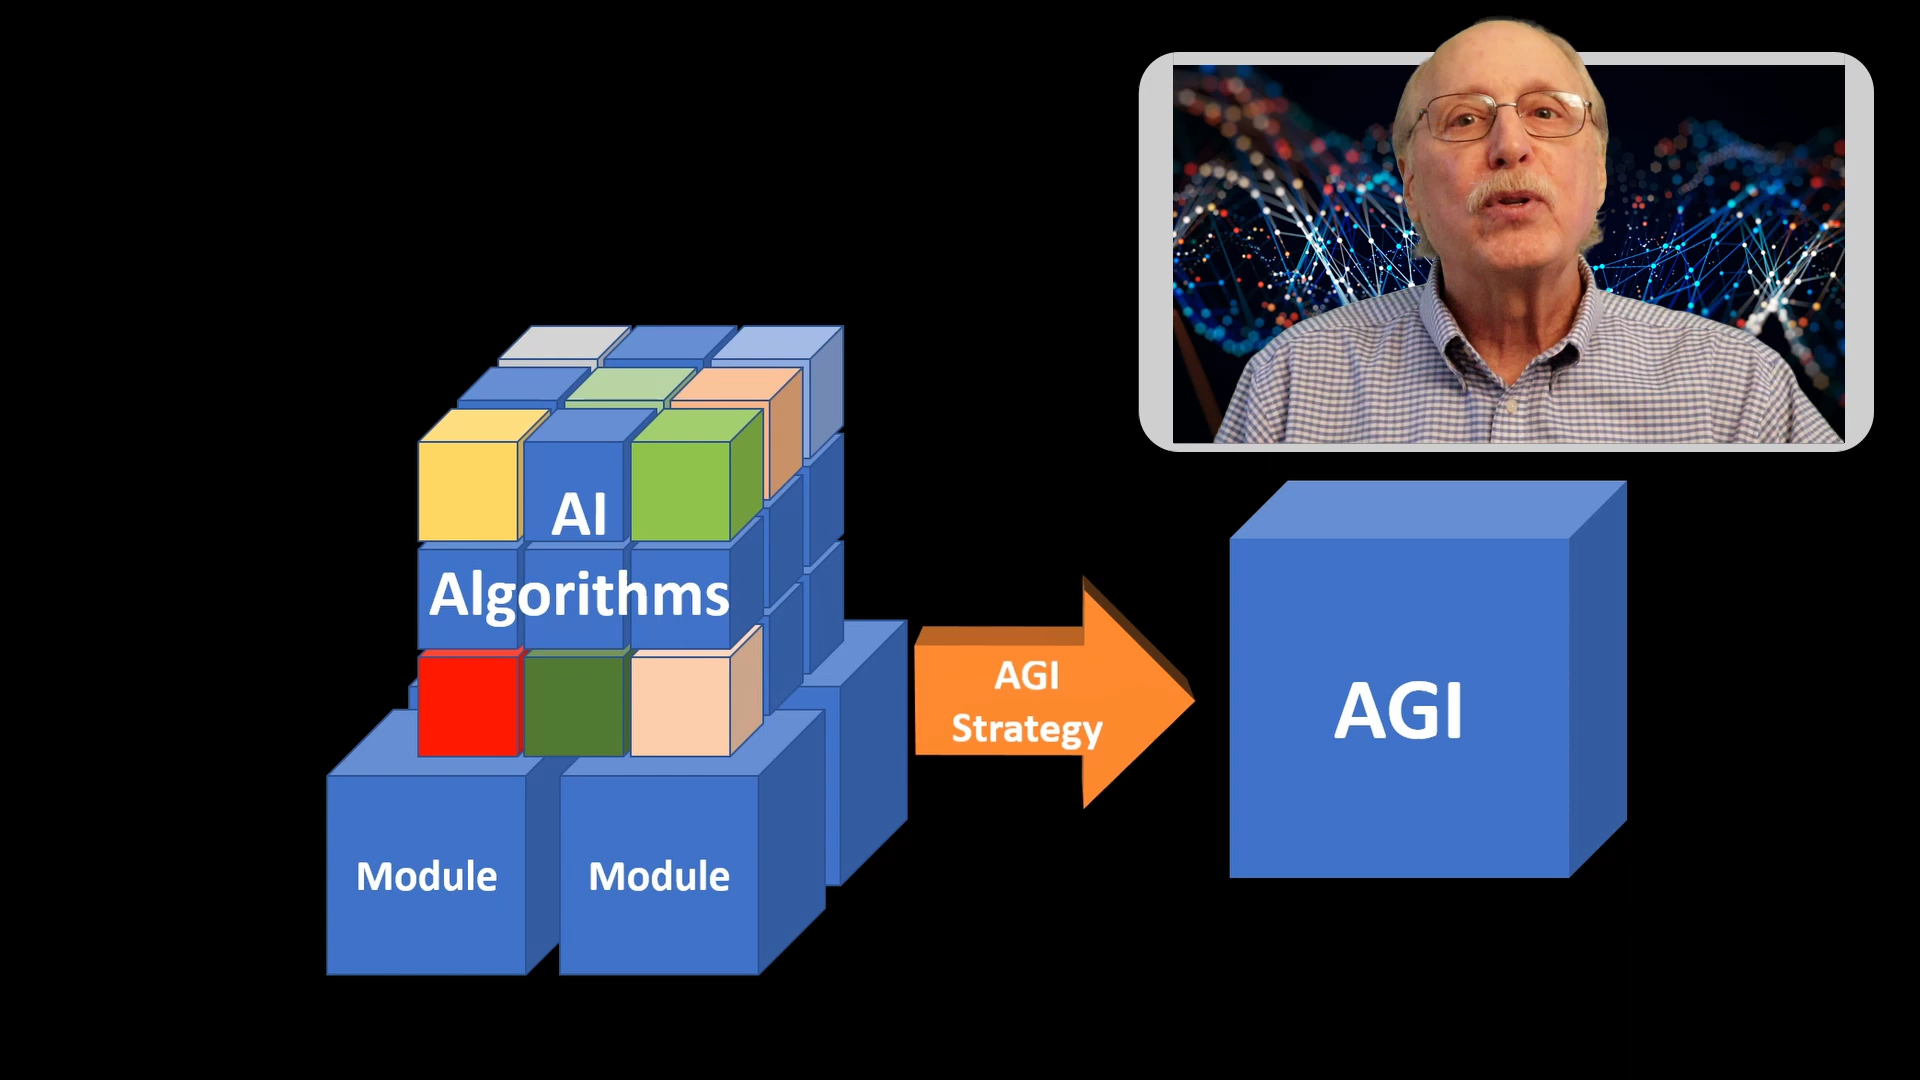 AI
Algorithms
Module
Module
AGI
Strategy
AGI